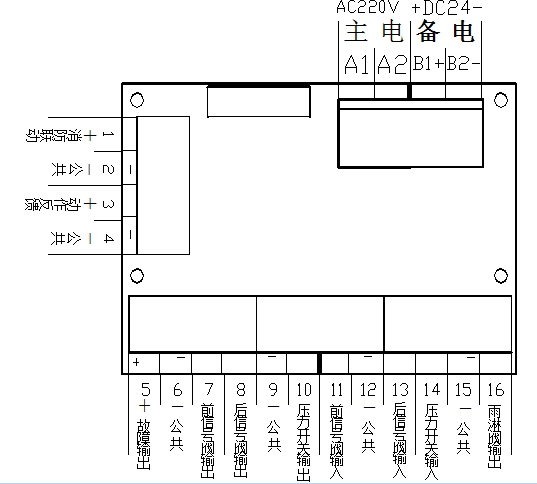 AC220V +DC24-
主 电 备 电
A1 A2 B1+ B2-
1 + 消防联动
2 - 公共
3 + 动作反馈
4 - 公共
+ - - - -
5 + 故障输出
6 - 公共
7 前信号阀输出
8 后信号阀输出
9 - 公共
10 压力开关输出
11 前信号阀输入
12 - 公共
13 后信号阀输入
14 压力开关输入
15 - 公共
16 雨淋阀输出